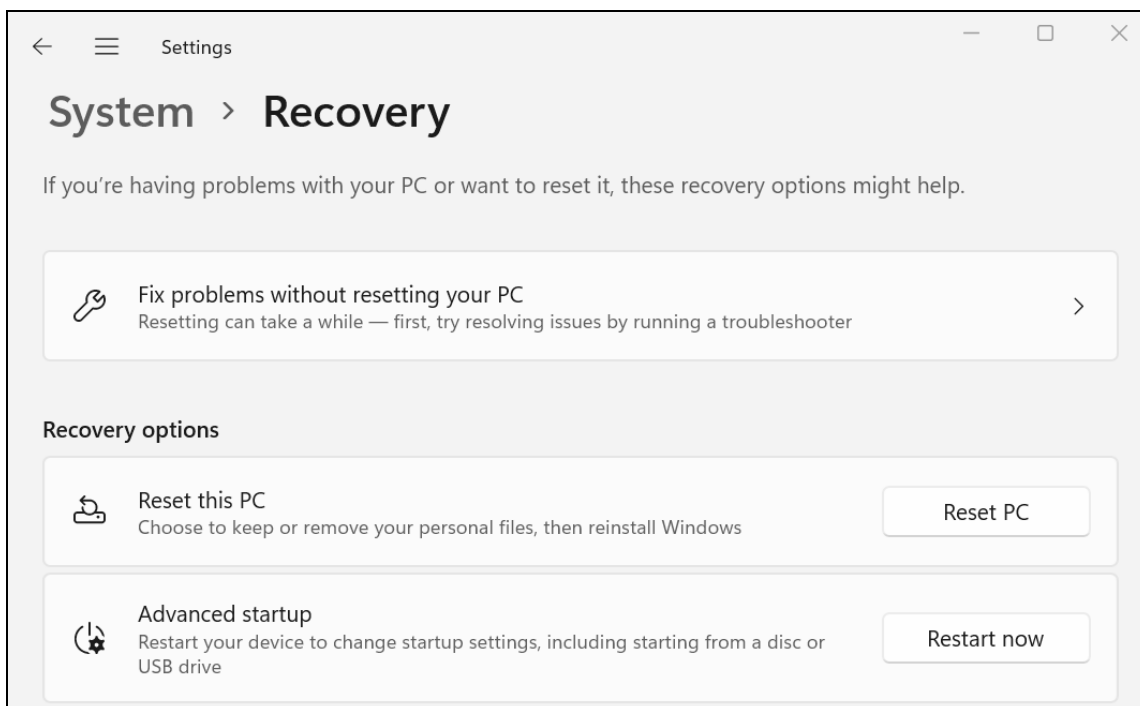 Settings
System > Recovery
If you’re having problems with your PC or want to reset it, these recovery options might help.
Fix problems without resetting your PC
Resetting can take a while — first, try resolving issues by running a troubleshooter
Recovery options
Reset this PC
Choose to keep or remove your personal files, then reinstall Windows
Reset PC
Advanced startup
Restart your device to change startup settings, including starting from a disc or
USB drive
Restart now